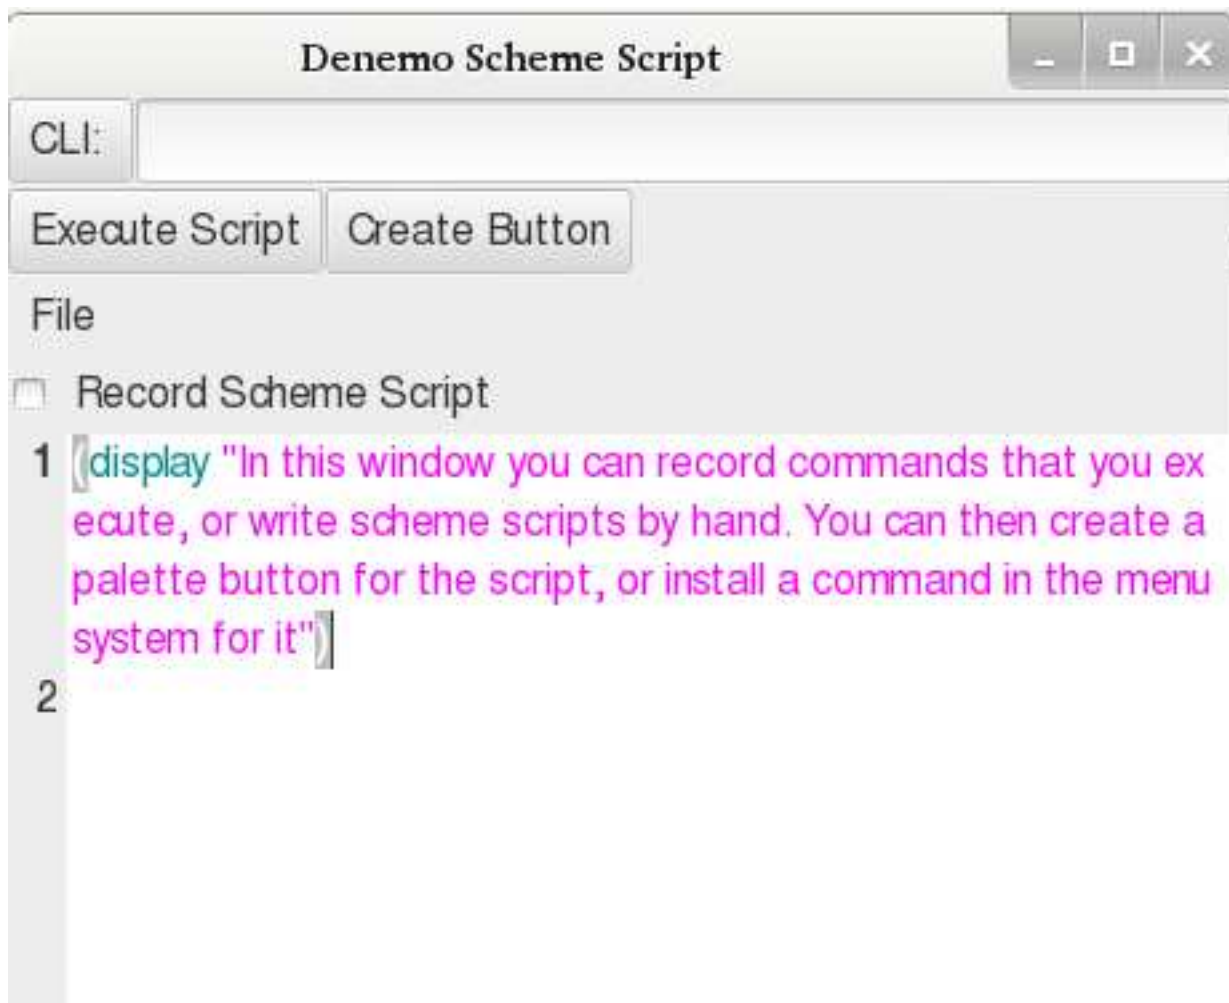 Denemo Scheme Script
CLI:
Execute Script Create Button
File
Record Scheme Script
1 (display "In this window you can record commands that you ex
ecute, or write scheme scripts by hand. You can then create a
palette button for the script, or install a command in the menu
system for it")
2